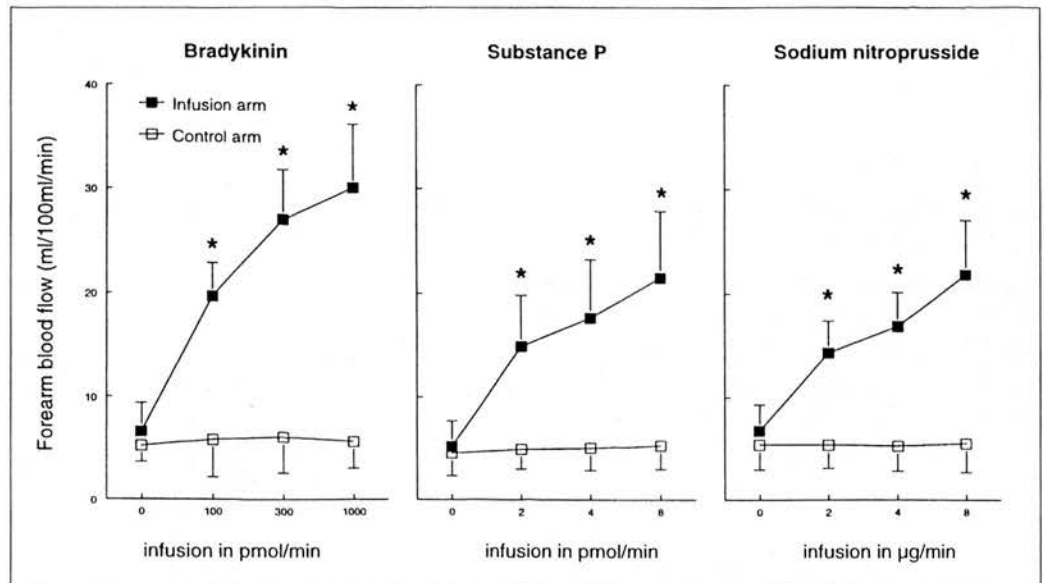 Bradykinin
Substance P
Sodium nitroprusside
Forearm blood flow (ml/100ml/min)
40
30
20
10
0
Infusion arm
Control arm
★
★
★
★
★
★
★
★
★
0 100 300 1000
0 2 4 8
0 2 4 8
infusion in pmol/min
infusion in pmol/min
infusion in µg/min